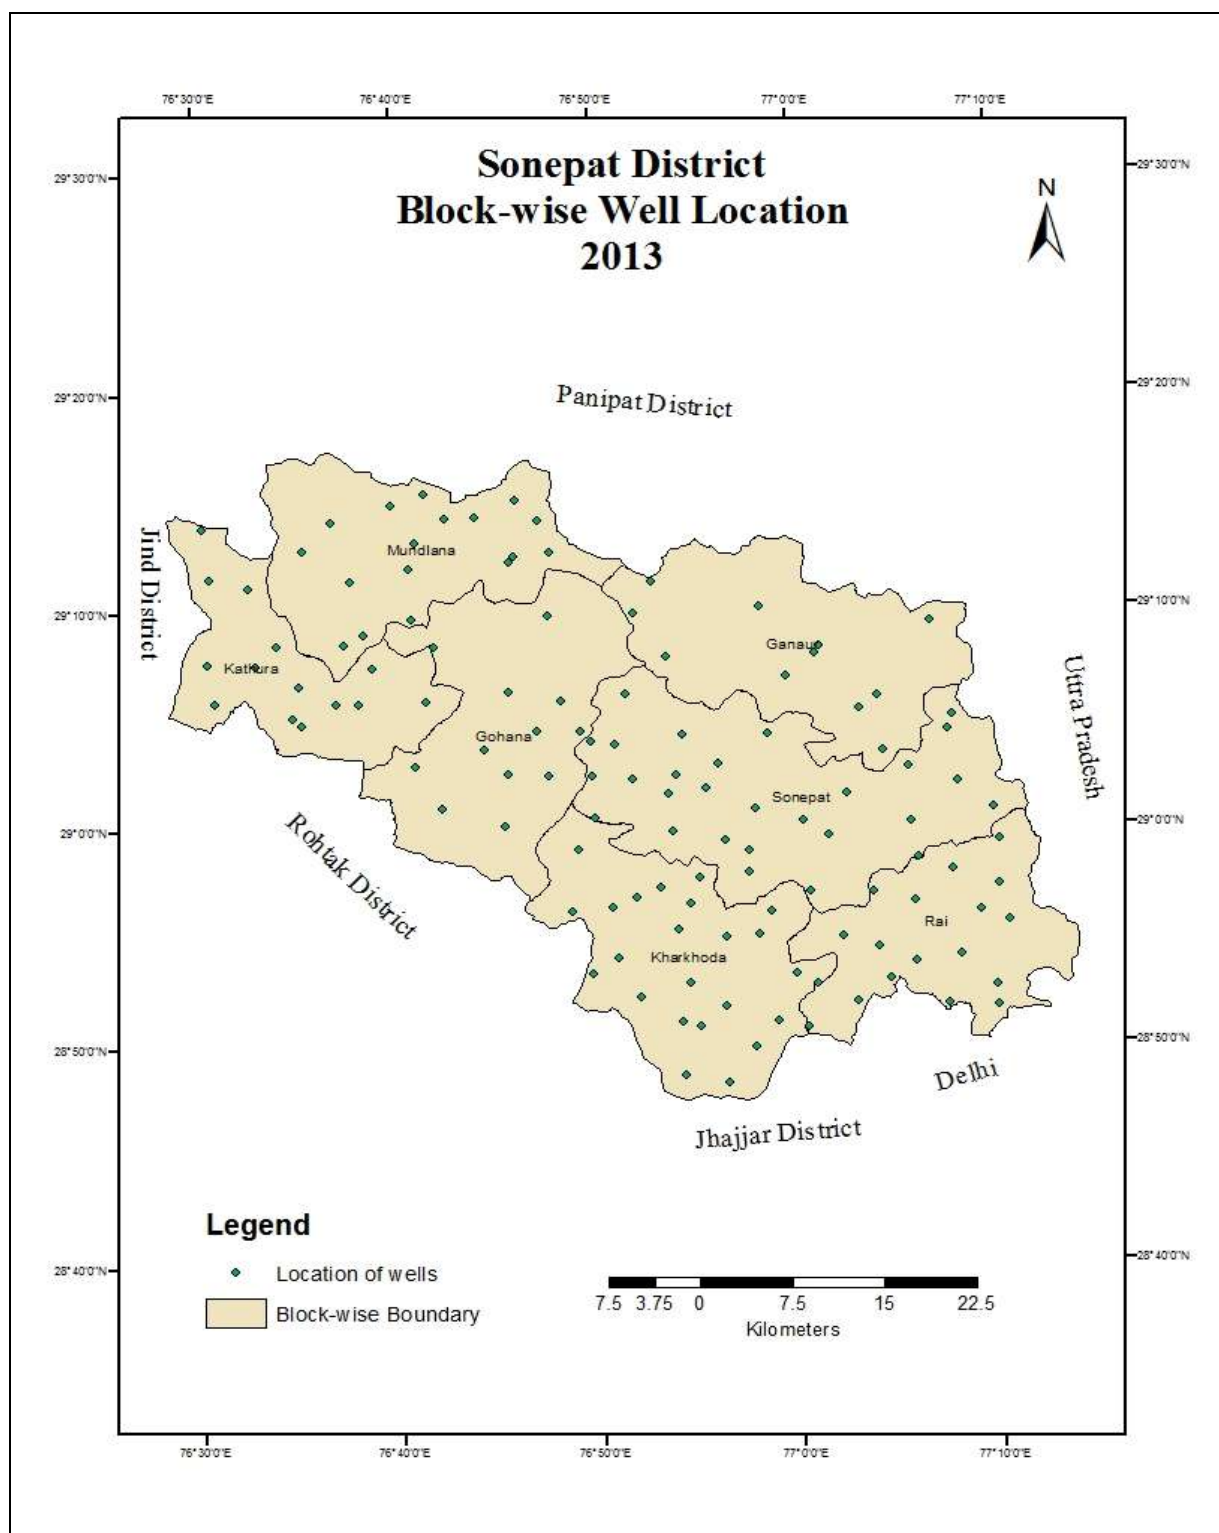 76°30'0"E 76°40'0"E 76°50'0"E 77°0'0"E 77°10'0"E
Sonepat District
Block-wise Well Location
2013
N
29°30'0"N 29°30'0"N
29°20'0"N 29°20'0"N
Panipat District
Jind District
Mundlana
29°10'0"N 29°10'0"N
Ganaur
Kathura
Uttra Pradesh
Gohana
Sonepat
29°0'0"N 29°0'0"N
Rohtak District
Rai
Kharkhoda
28°50'0"N 28°50'0"N
Delhi
Jhajjar District
Legend
Location of wells
Block-wise Boundary
28°40'0"N 28°40'0"N
7.5 3.75 0 7.5 15 22.5
Kilometers
76°30'0"E 76°40'0"E 76°50'0"E 77°0'0"E 77°10'0"E